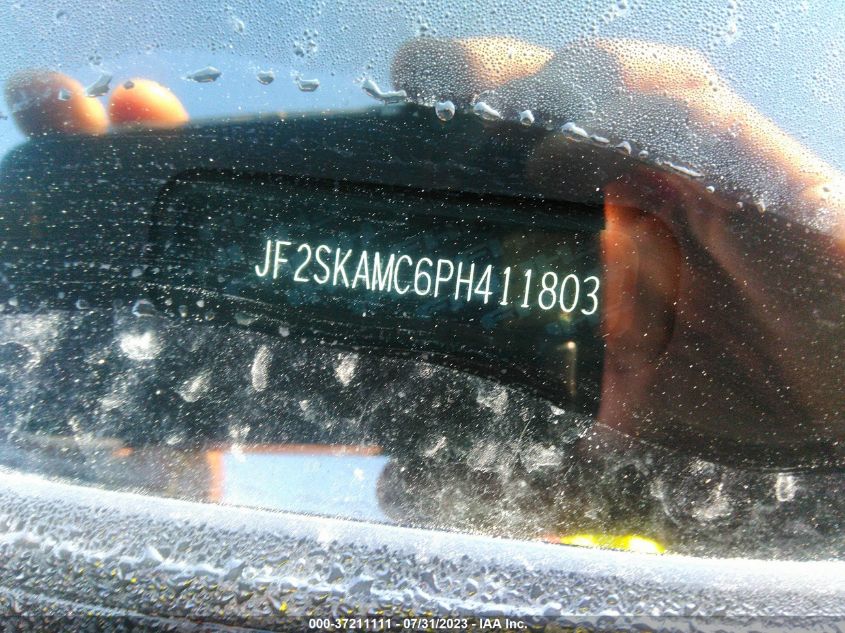 JF2SKAMC6PH411803
000-37211111 - 07/31/2023 - IAA Inc.